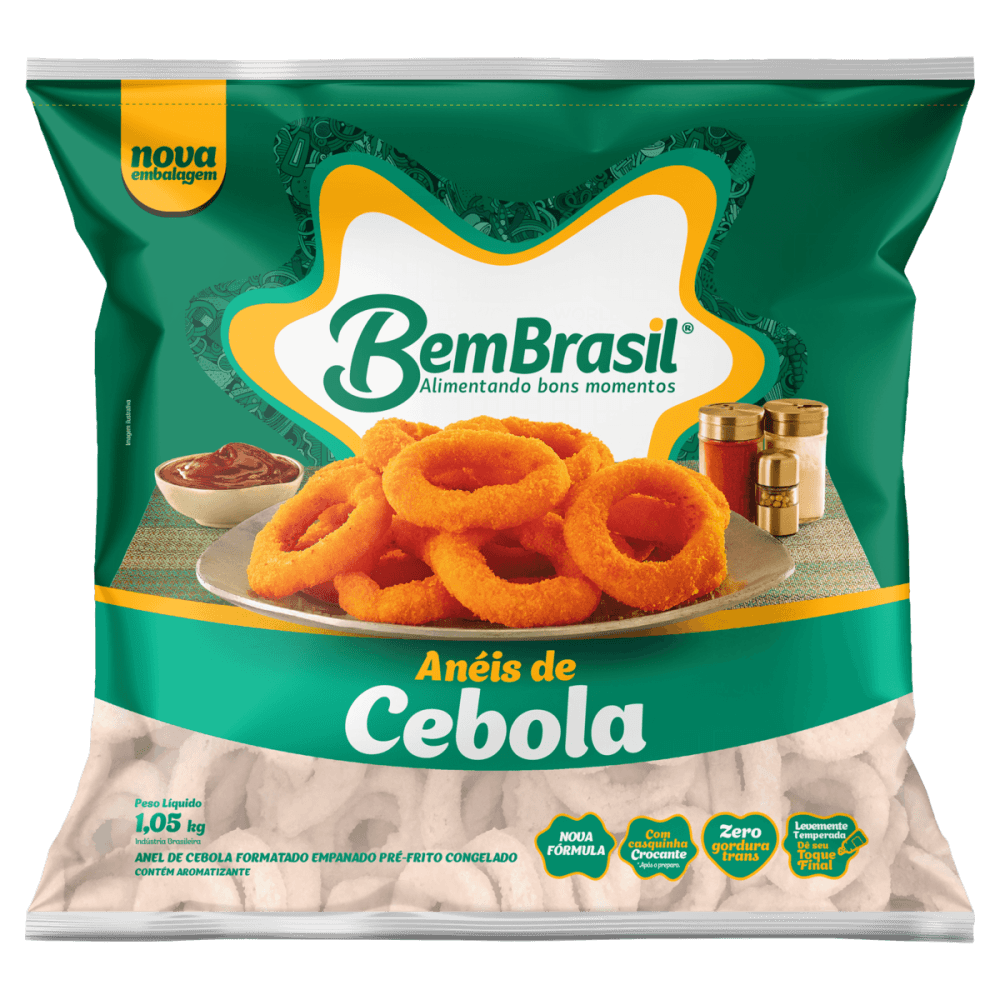 nova
embalagem
BemBrasil®
Alimentando bons momentos
Imagem ilustrativa
Anéis de
Cebola
Peso Líquido
1,05 kg
Indústria Brasileira
ANEL DE CEBOLA FORMATADO EMPANADO PRÉ-FRITO CONGELADO
CONTÉM AROMATIZANTE
NOVA
FÓRMULA
Com
casquinha
Crocante
*Após o preparo.
Zero
gordura
trans
Levemente
Temperada
Dê seu
Toque
Final